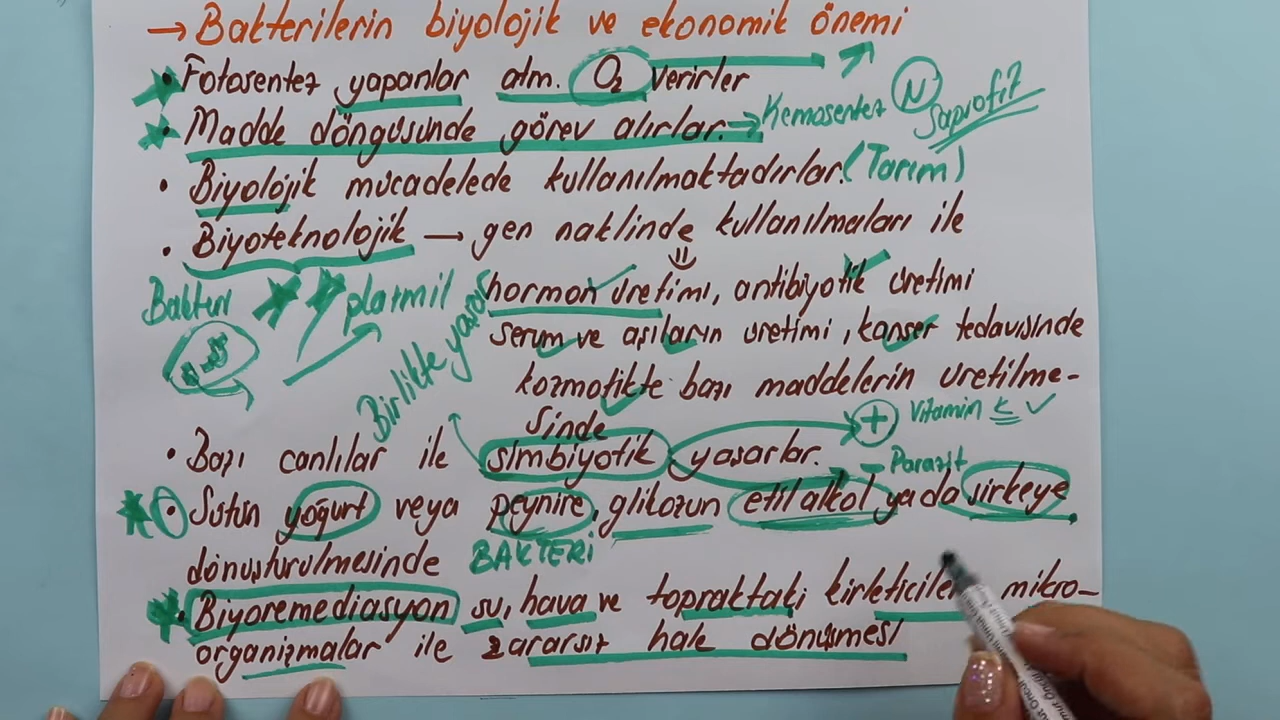 → Bakterilerin biyolojik ve ekonomik önemi
• Fotosentez yapanlar atm. O₂ verirler
• Madde döngüsünde görev alırlar. → Kemosentez N Saprofit
• Biyolojik mücadelede kullanılmaktadırlar. (Tarım)
• Biyoteknolojik → gen naklinde kullanılmaları ile
hormon üretimi, antibiyotik üretimi
Bakteri plazmil
serum ve aşıların üretimi, kanser tedavisinde
kozmotikte bazı maddelerin üretilme-
sinde
Birlikte yaşar
• Bazı canlılar ile simbiyotik yaşarlar.
+ Vitamin K ✓
- Parazit
• Sütün yoğurt veya peynire, glikozun etil alkol ya da sirkeye
dönüştürülmesinde BAKTERİ
• Biyoremediasyon su, hava ve topraktaki kirleticilerin mikro-
organizmalar ile zararsız hale dönüşmesi